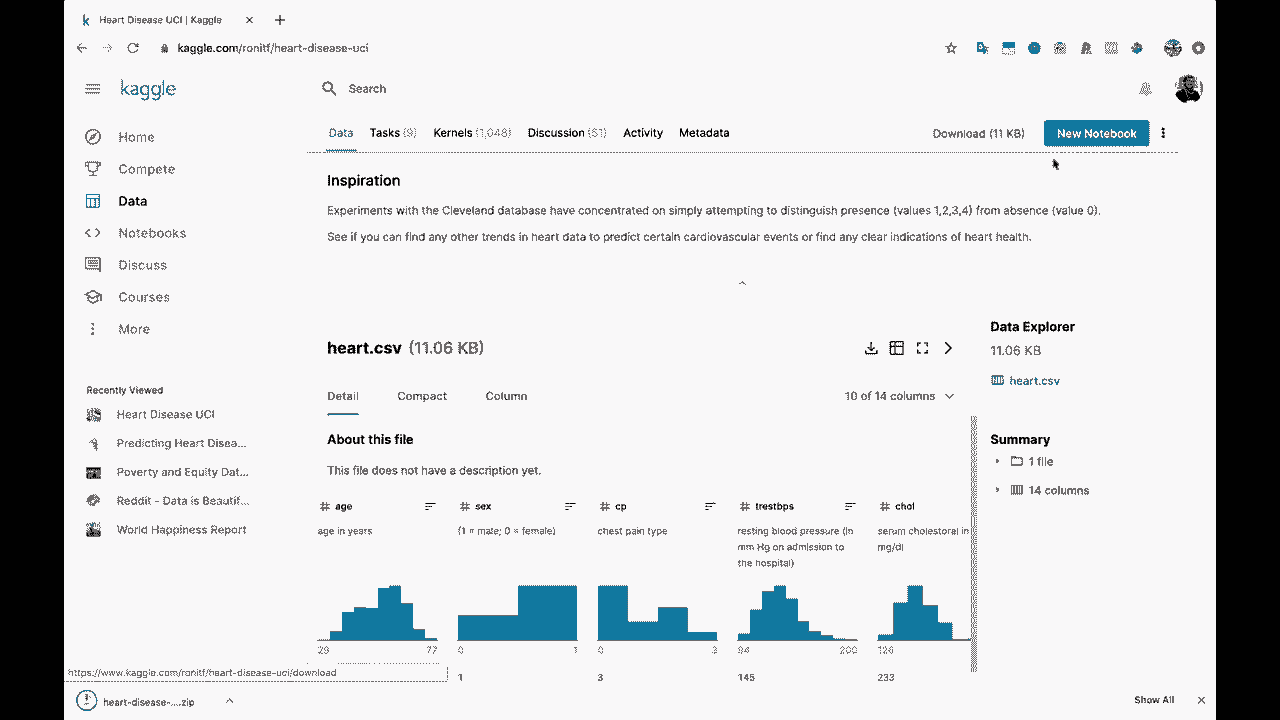 Heart Disease UCI | Kaggle
kaggle.com/ronitf/heart-disease-uci
kaggle
Search
Data Tasks (9) Kernels (1,048) Discussion (51) Activity Metadata Download (11 KB) New Notebook
Home
Compete
Data
Notebooks
Discuss
Courses
More
Recently Viewed
Heart Disease UCI
Predicting Heart Disea...
Poverty and Equity Dat...
Reddit - Data is Beautif...
World Happiness Report
Inspiration
Experiments with the Cleveland database have concentrated on simply attempting to distinguish presence (values 1,2,3,4) from absence (value 0).
See if you can find any other trends in heart data to predict certain cardiovascular events or find any clear indications of heart health.
heart.csv (11.06 KB)
Detail Compact Column 10 of 14 columns
About this file
This file does not have a description yet.
age
age in years
29 77
sex
(1 = male; 0 = female)
0 1
1
cp
chest pain type
0 3
3
trestbps
resting blood pressure (in
mm Hg on admission to
the hospital)
94 200
145
chol
serum cholestoral in
mg/dl
126
233
Data Explorer
11.06 KB
heart.csv
Summary
1 file
14 columns
https://www.kaggle.com/ronitf/heart-disease-uci/download
heart-disease-....zip
Show All